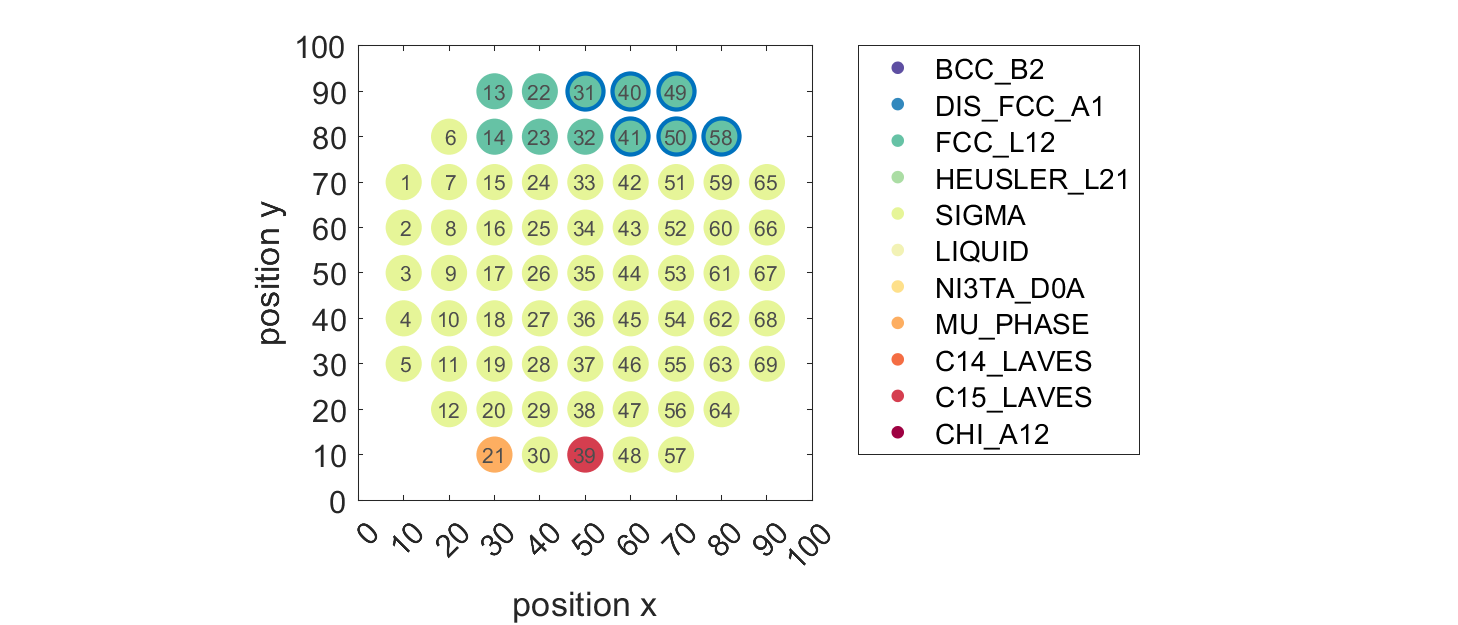 100
13 22 31 40 49
90
6 14 23 32 41 50 58
80
1 7 15 24 33 42 51 59 65
70
2 8 16 25 34 43 52 60 66
60
3 9 17 26 35 44 53 61 67
50
4 10 18 27 36 45 54 62 68
40
5 11 19 28 37 46 55 63 69
30
12 20 29 38 47 56 64
20
21 30 39 48 57
10
0
position y
0 10 20 30 40 50 60 70 80 90 100
position x
BCC_B2
DIS_FCC_A1
FCC_L12
HEUSLER_L21
SIGMA
LIQUID
NI3TA_D0A
MU_PHASE
C14_LAVES
C15_LAVES
CHI_A12